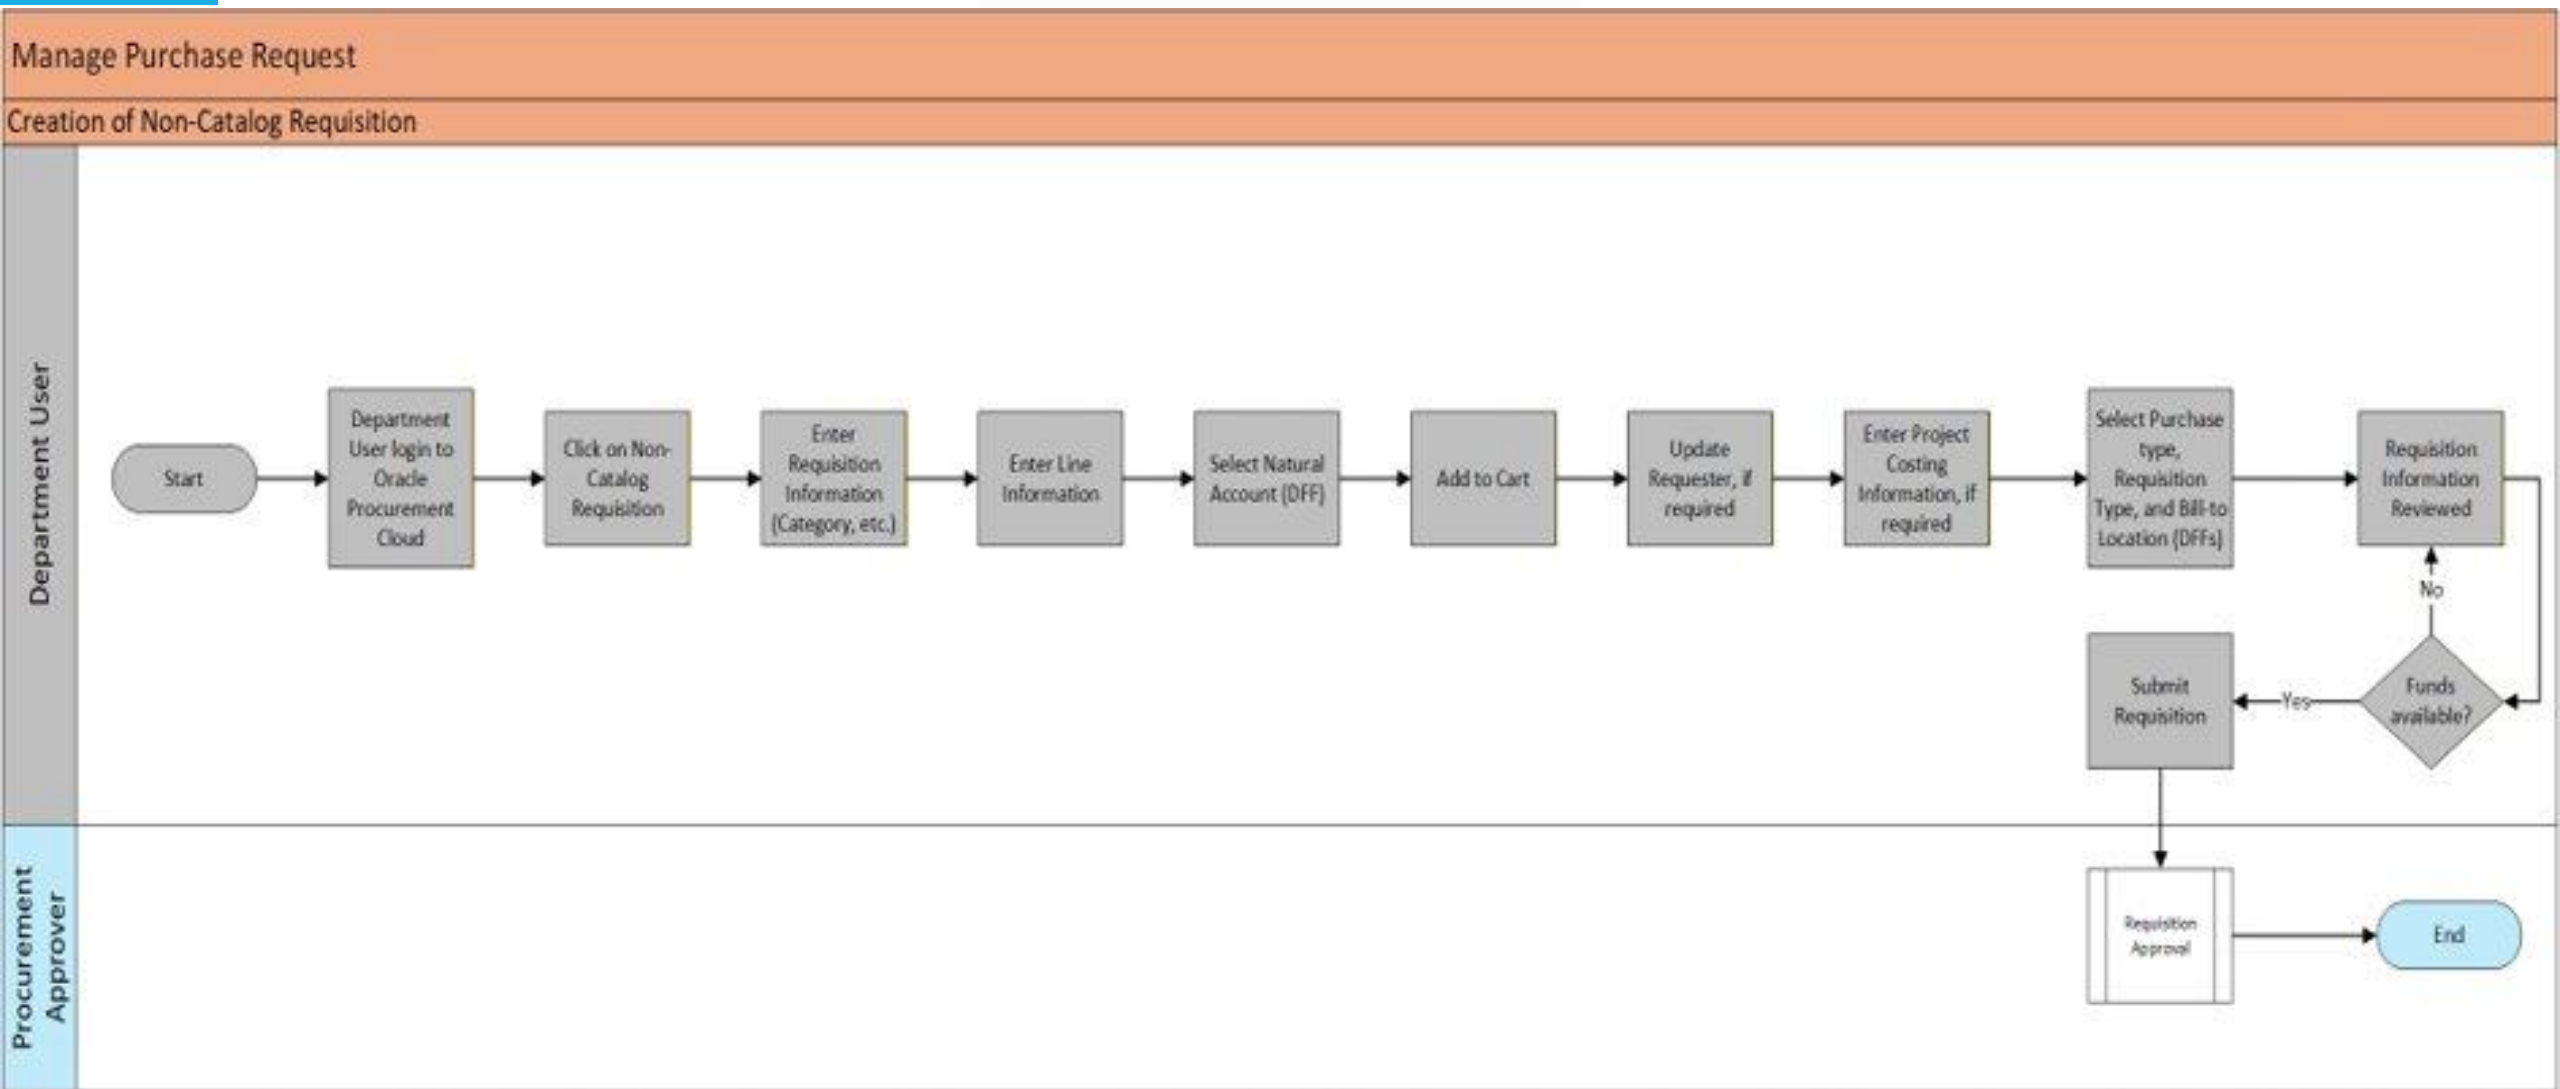 Manage Purchase Request
Creation of Non-Catalog Requisition
Department User
Start
Department
User login to
Oracle
Procurement
Cloud
Click on Non-
Catalog
Requisition
Enter
Requisition
Information
(Category, etc.)
Enter Line
Information
Select Natural
Account (DFF)
Add to Cart
Update
Requester, if
required
Enter Project
Costing
Information, if
required
Select Purchase
type,
Requisition
Type, and Bill-to
Location (DFFs)
Requisition
Information
Reviewed
No
Funds
available?
Yes
Submit
Requisition
Procurement
Approver
Requisition
Approval
End